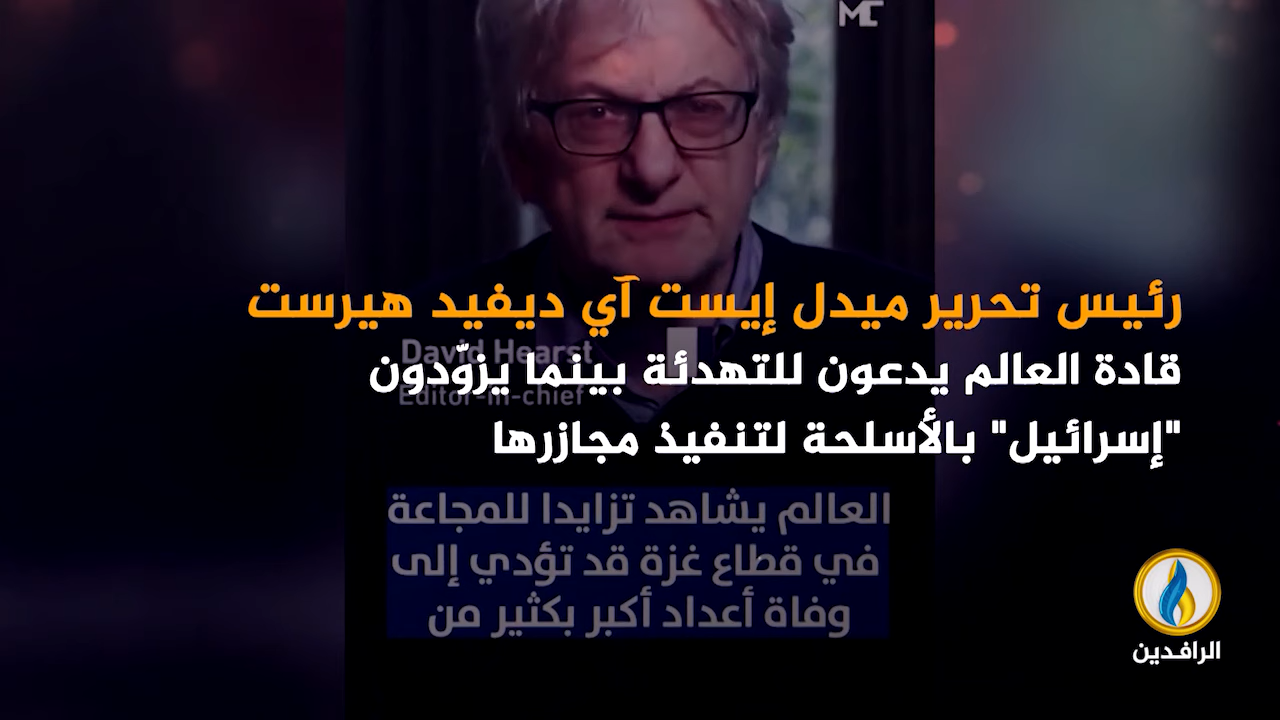 ME
رئيس تحرير ميدل إيست آي ديفيد هيرست
David Hearst
قادة العالم يدعون للتهدئة بينما يزوّدون
Editor-in-chief
"إسرائيل" بالأسلحة لتنفيذ مجازرها
العالم يشاهد تزايدا للمجاعة
في قطاع غزة قد تؤدي إلى
وفاة أعداد أكبر بكثير من
الرافدين